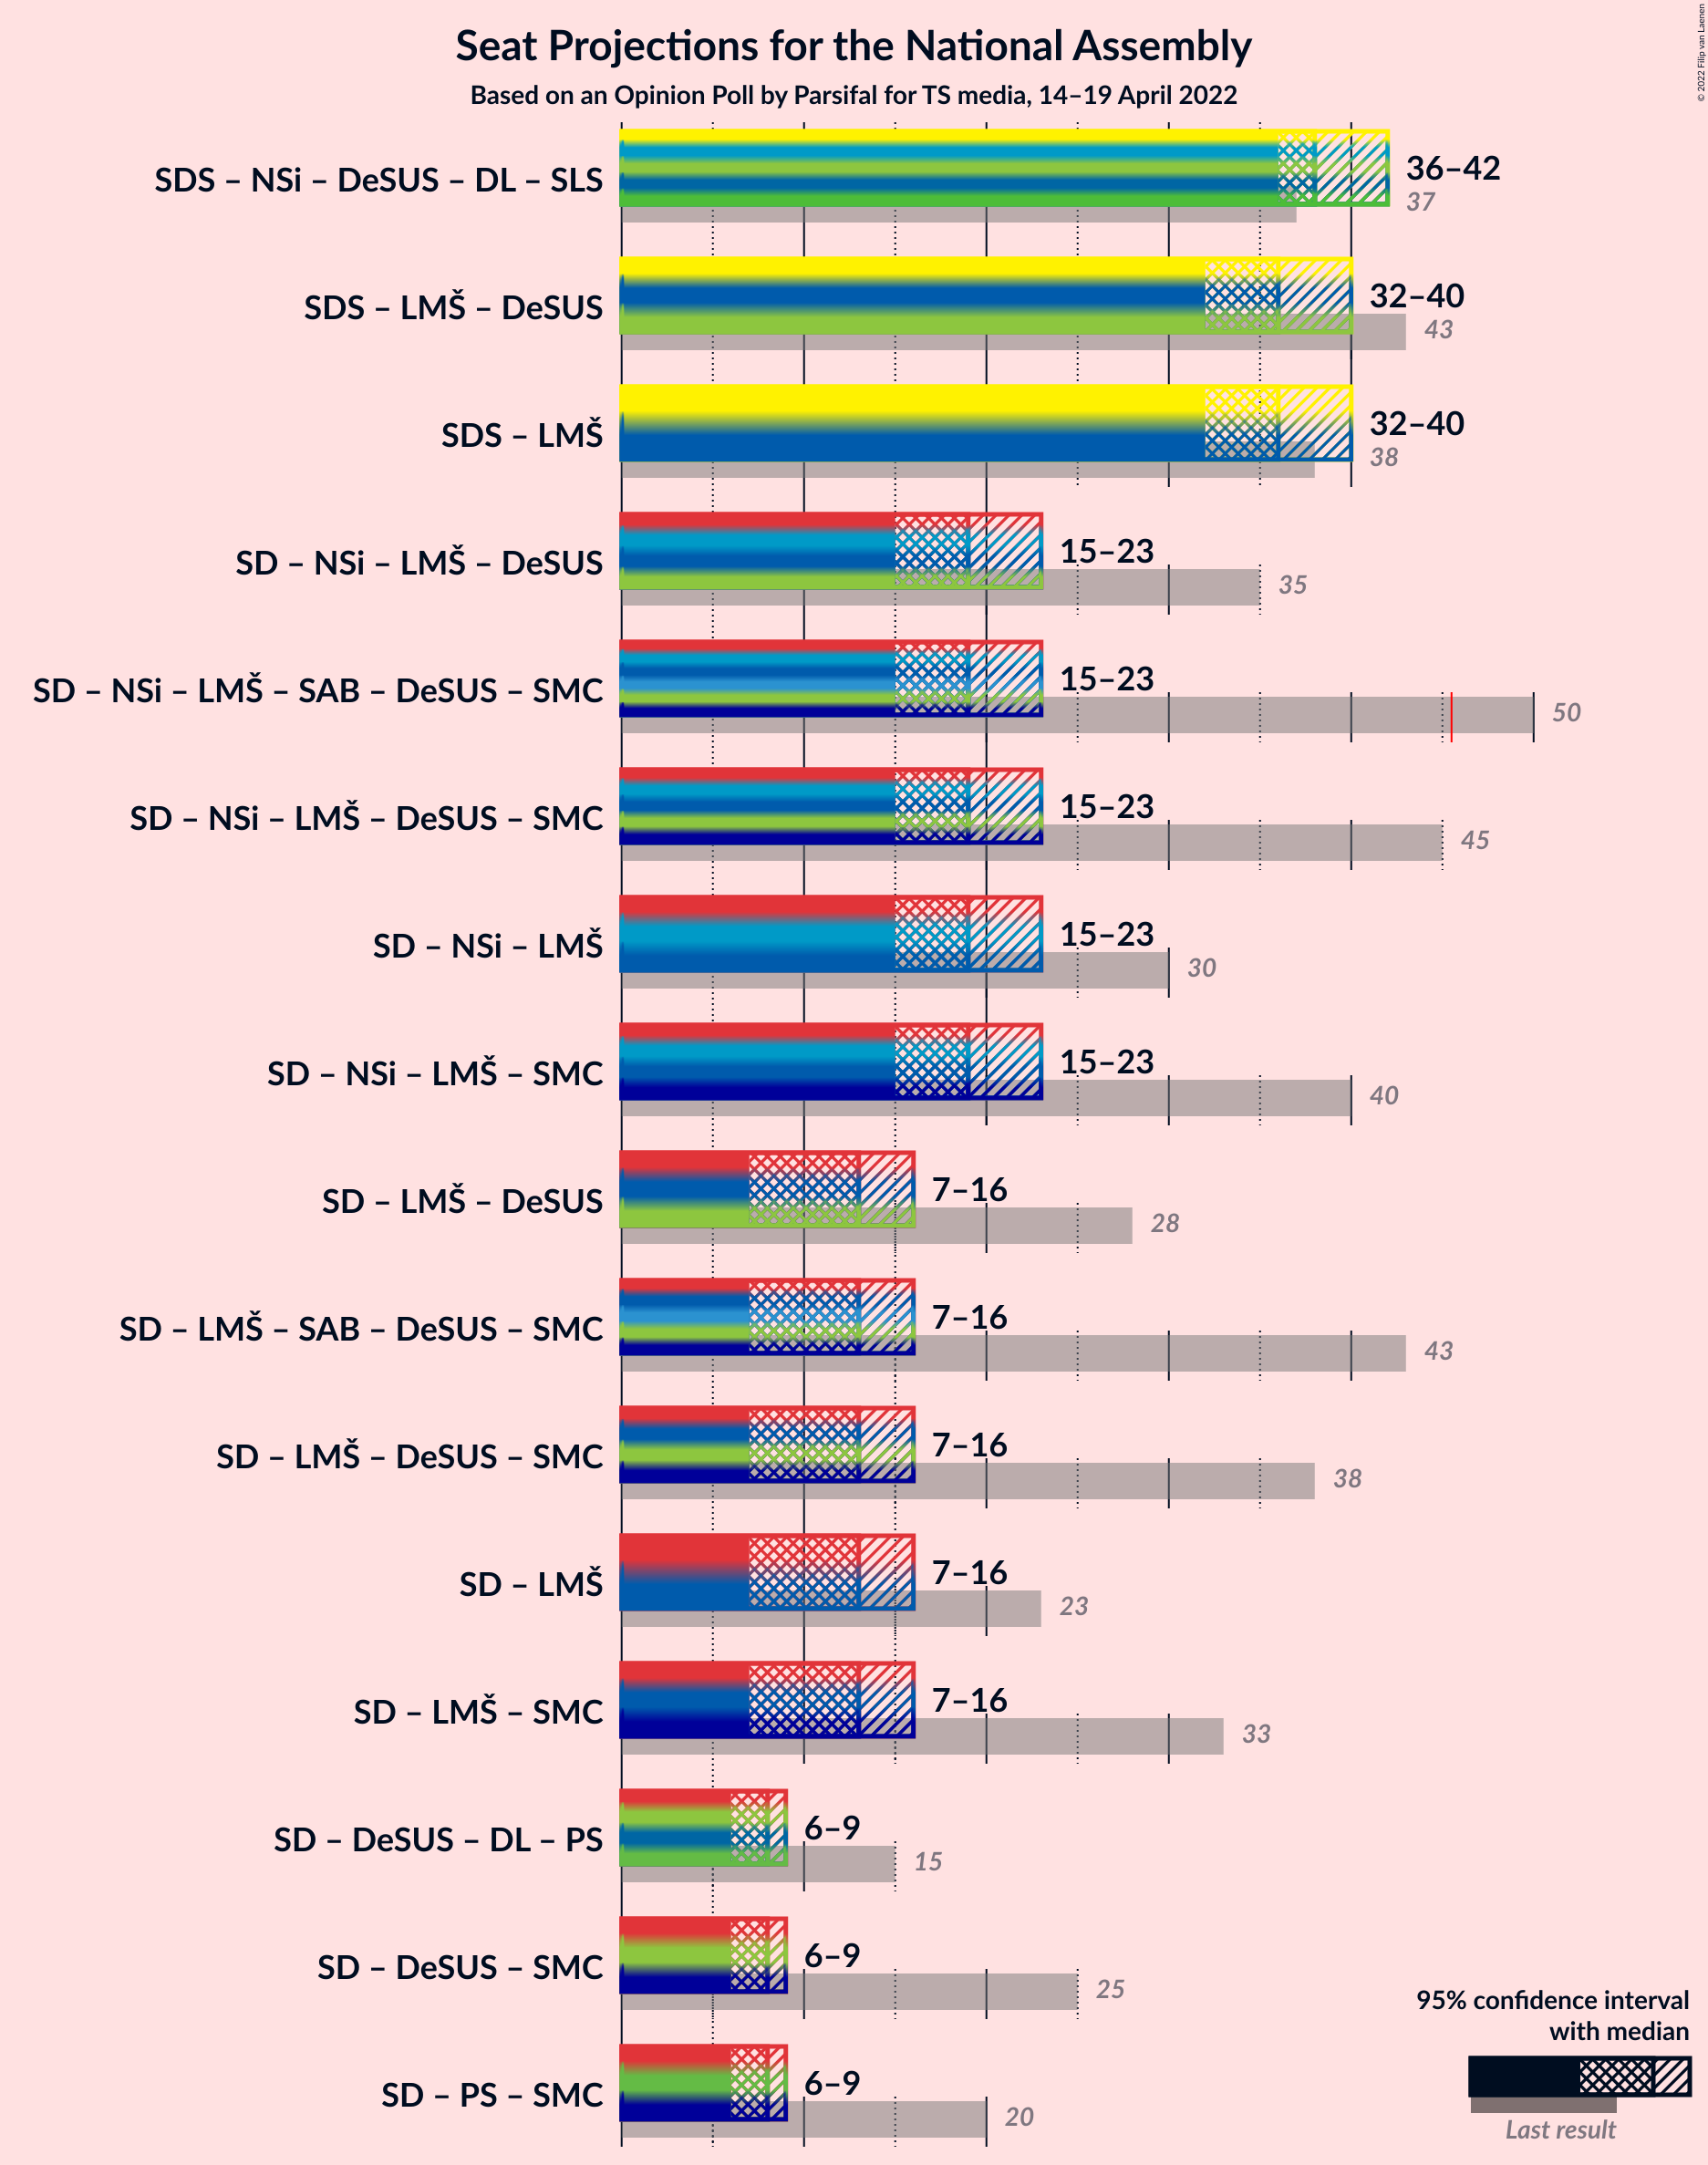 Seat Projections for the National Assembly
Based on an Opinion Poll by Parsifal for TS media, 14–19 April 2022
© 2022 Filip van Laenen
SDS – NSi – DeSUS – DL – SLS
36–42
37
SDS – LMŠ – DeSUS
32–40
43
SDS – LMŠ
32–40
38
SD – NSi – LMŠ – DeSUS
15–23
35
SD – NSi – LMŠ – SAB – DeSUS – SMC
15–23
50
SD – NSi – LMŠ – DeSUS – SMC
15–23
45
SD – NSi – LMŠ
15–23
30
SD – NSi – LMŠ – SMC
15–23
40
SD – LMŠ – DeSUS
7–16
28
SD – LMŠ – SAB – DeSUS – SMC
7–16
43
SD – LMŠ – DeSUS – SMC
7–16
38
SD – LMŠ
7–16
23
SD – LMŠ – SMC
7–16
33
SD – DeSUS – DL – PS
6–9
15
SD – DeSUS – SMC
6–9
25
SD – PS – SMC
6–9
20
95% confidence interval
with median
Last result